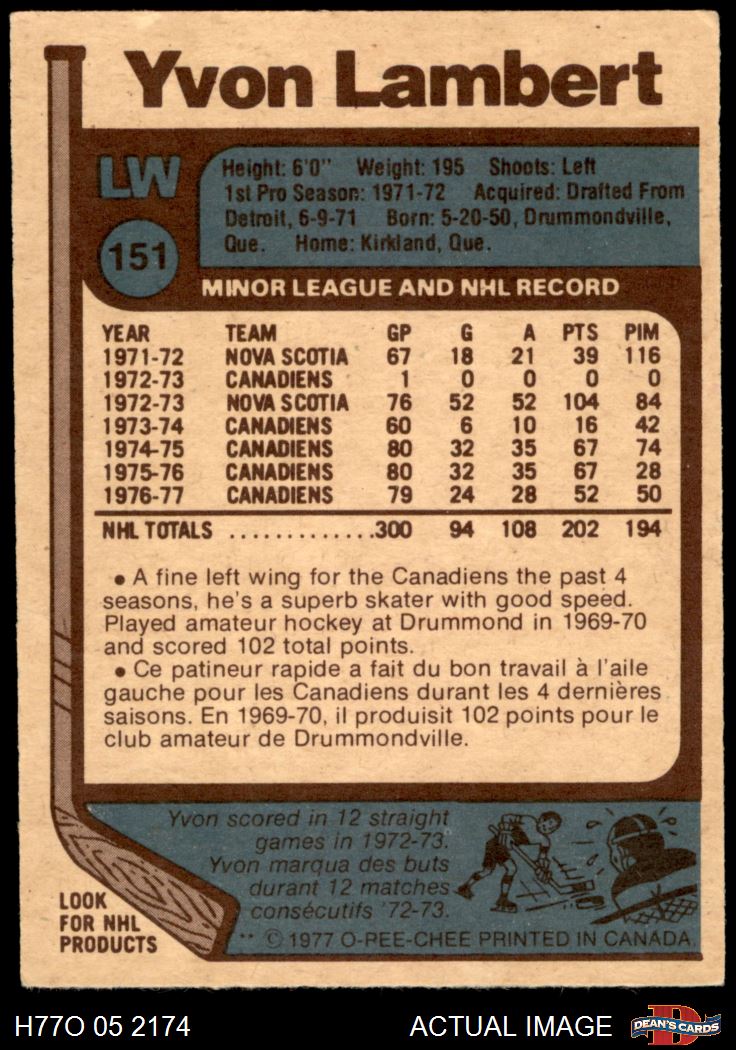 Yvon Lambert
LW
151
Height: 6'0" Weight: 195 Shoots: Left
1st Pro Season: 1971-72 Acquired: Drafted From
Detroit, 6-9-71 Born: 5-20-50, Drummondville,
Que. Home: Kirkland, Que.
MINOR LEAGUE AND NHL RECORD
YEAR TEAM GP G A PTS PIM
1971-72 NOVA SCOTIA 67 18 21 39 116
1972-73 CANADIENS 1 0 0 0 0
1972-73 NOVA SCOTIA 76 52 52 104 84
1973-74 CANADIENS 60 6 10 16 42
1974-75 CANADIENS 80 32 35 67 74
1975-76 CANADIENS 80 32 35 67 28
1976-77 CANADIENS 79 24 28 52 50
NHL TOTALS .............300 94 108 202 194
• A fine left wing for the Canadiens the past 4
seasons, he's a superb skater with good speed.
Played amateur hockey at Drummond in 1969-70
and scored 102 total points.
• Ce patineur rapide a fait du bon travail à l'aile
gauche pour les Canadiens durant les 4 dernières
saisons. En 1969-70, il produisit 102 points pour le
club amateur de Drummondville.
Yvon scored in 12 straight
games in 1972-73.
Yvon marqua des buts
durant 12 matches
consécutifs '72-73.
LOOK
FOR NHL
PRODUCTS
** © 1977 O-PEE-CHEE PRINTED IN CANADA
H77O 05 2174 ACTUAL IMAGE
D
DEAN'S CARDS